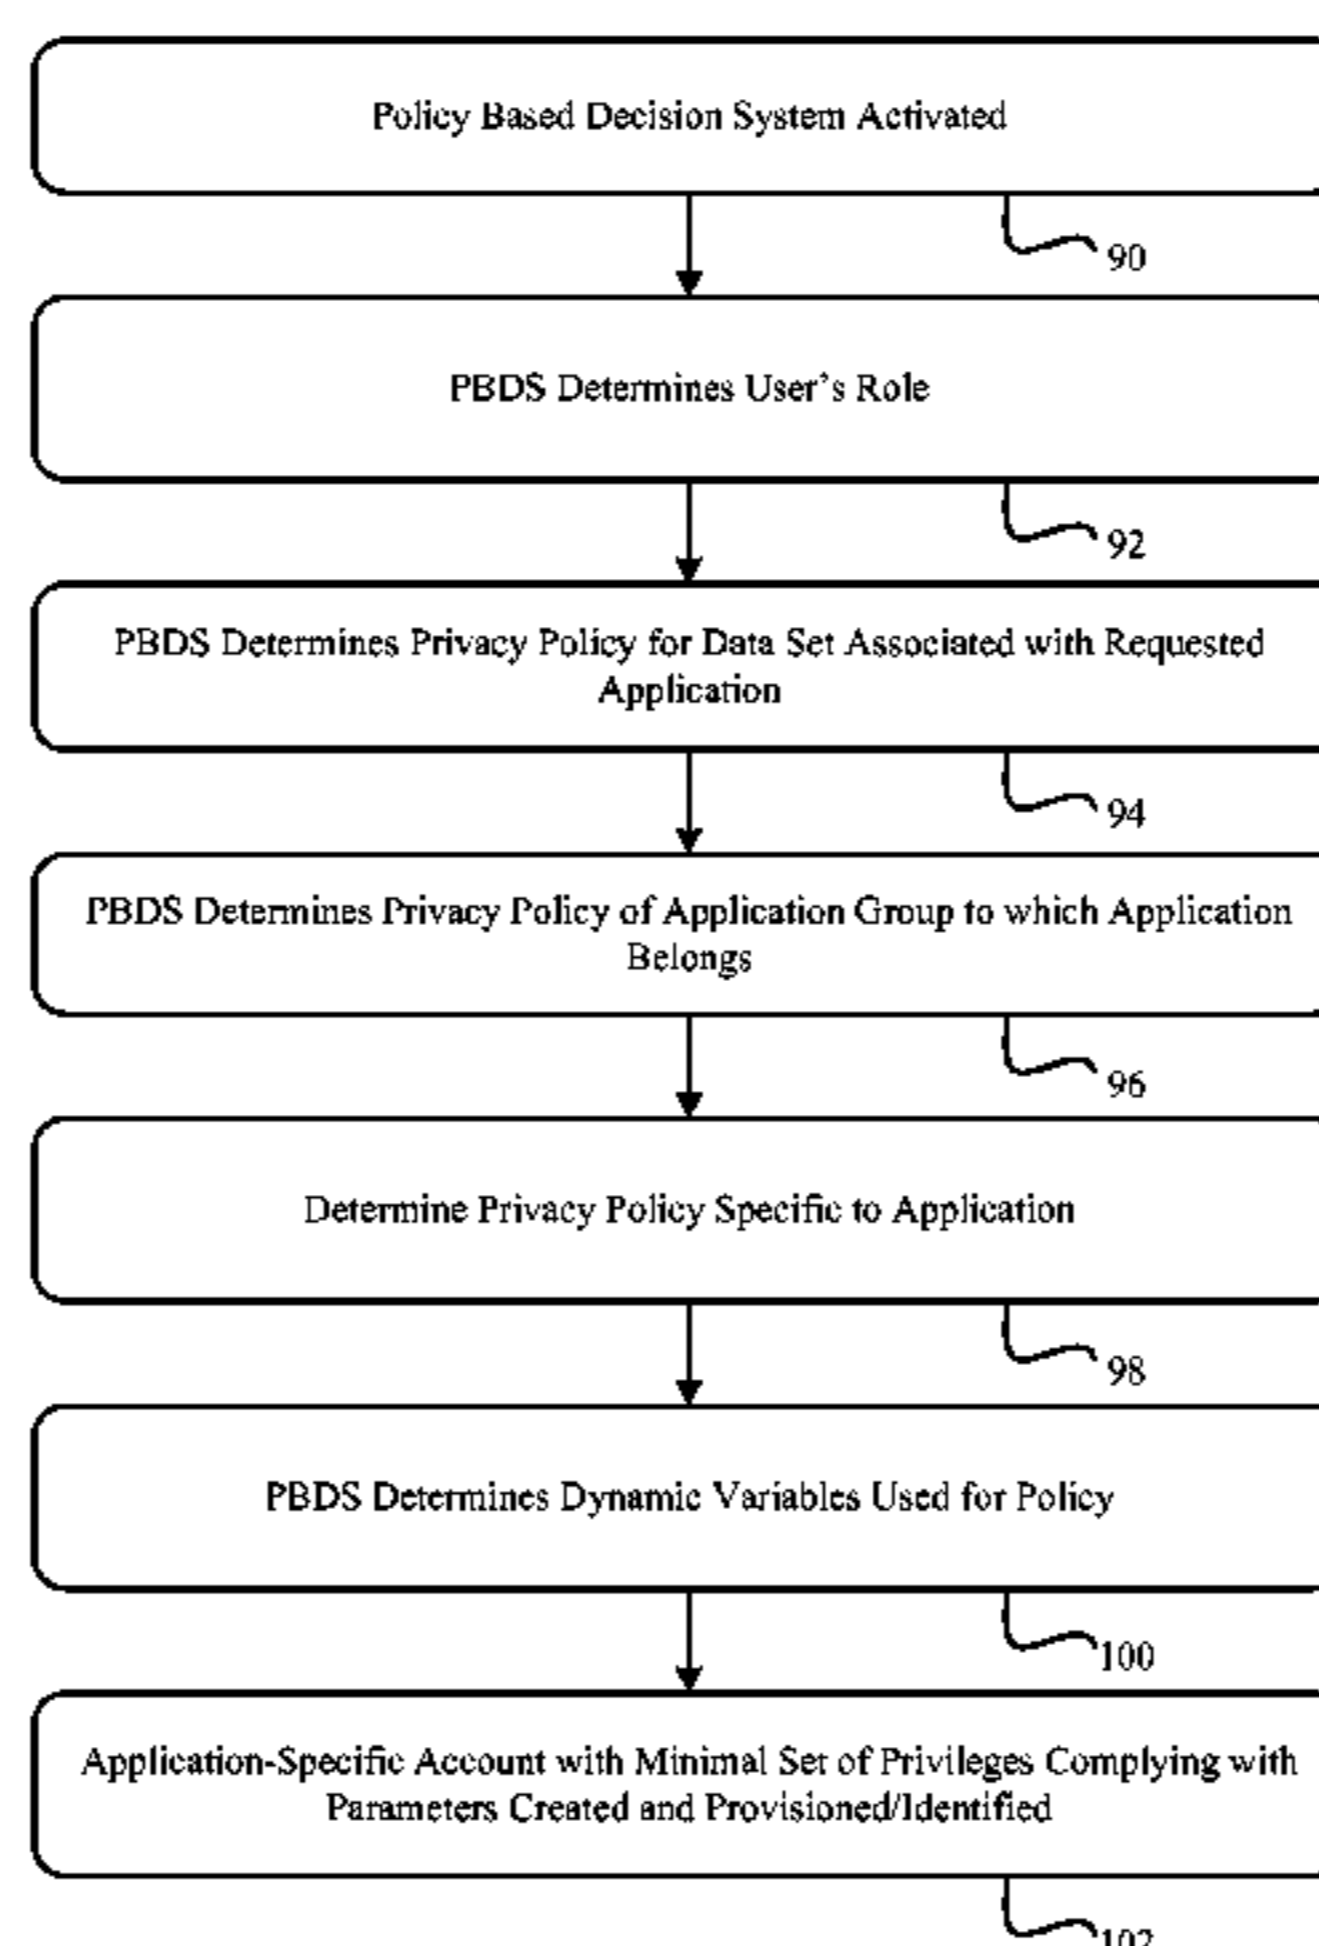 Policy Based Decision System Activated
90
PBDS Determines User's Role
92
PBDS Determines Privacy Policy for Data Set Associated with Requested
Application
94
PBDS Determines Privacy Policy of Application Group to which Application
Belongs
96
Determine Privacy Policy Specific to Application
98
PBDS Determines Dynamic Variables Used for Policy
100
Application-Specific Account with Minimal Set of Privileges Complying with
Parameters Created and Provisioned/Identified
102